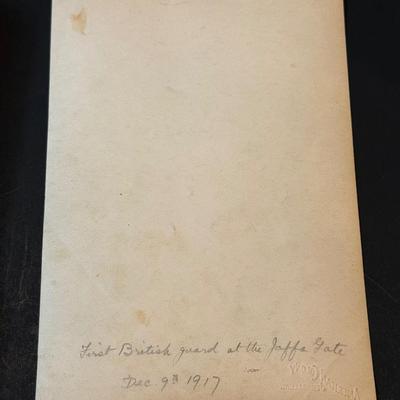 First British guard at the Jaffa Gate
Dec. 9th 1917